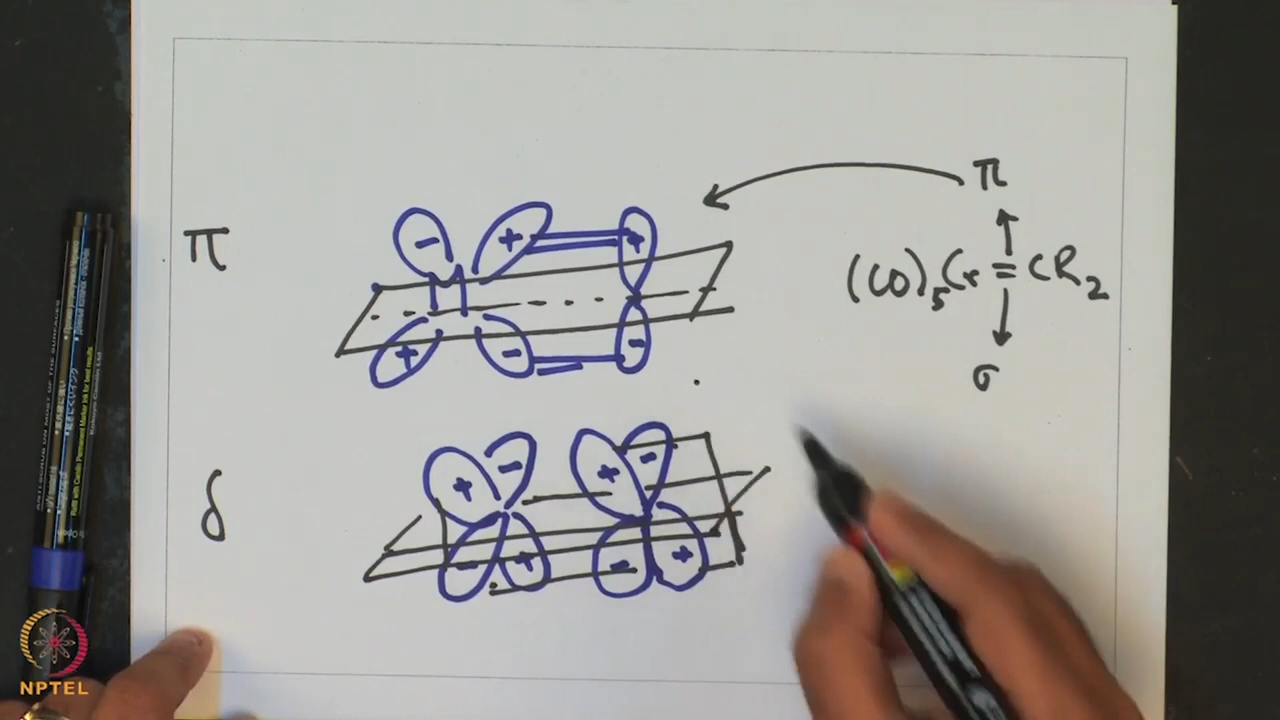 π
− + +
+ − −
π
(CO)₅Cr=CR₂
σ
δ
+ − + −
− + − +
NPTEL